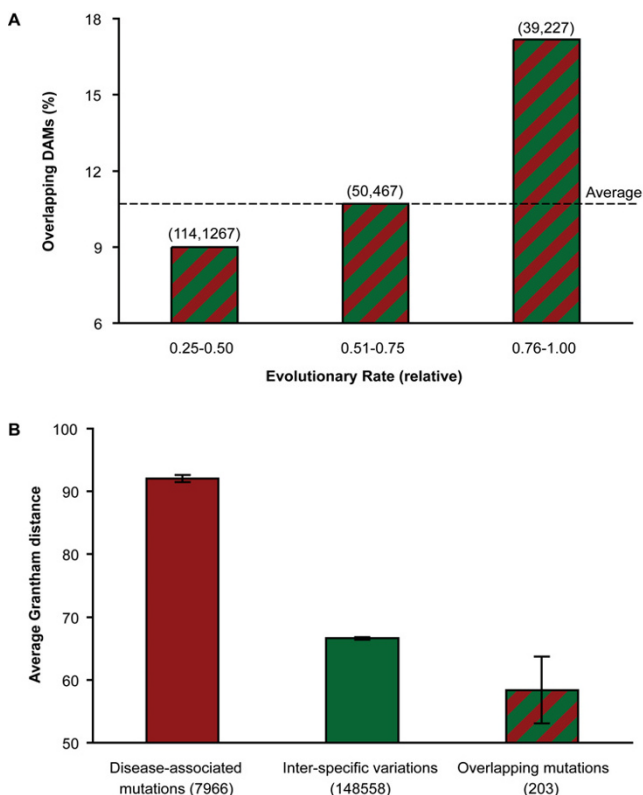 A
Overlapping DAMs (%)
18
15
12
9
6
(114,1267)
(50,467)
(39,227)
Average
0.25-0.50
0.51-0.75
0.76-1.00
Evolutionary Rate (relative)
B
Average Grantham distance
100
90
80
70
60
50
Disease-associated
mutations (7966)
Inter-specific variations
(148558)
Overlapping mutations
(203)